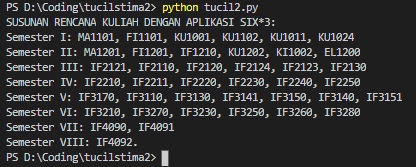 PS D:\Coding\tucilstima2> python tucil2.py
SUSUNAN RENCANA KULIAH DENGAN APLIKASI SIX*3:
Semester I: MA1101, FI1101, KU1001, KU1102, KU1011, KU1024
Semester II: MA1201, FI1201, IF1210, KU1202, KI1002, EL1200
Semester III: IF2121, IF2110, IF2120, IF2124, IF2123, IF2130
Semester IV: IF2210, IF2211, IF2220, IF2230, IF2240, IF2250
Semester V: IF3170, IF3110, IF3130, IF3141, IF3150, IF3140, IF3151
Semester VI: IF3210, IF3270, IF3230, IF3250, IF3260, IF3280
Semester VII: IF4090, IF4091
Semester VIII: IF4092.
PS D:\Coding\tucilstima2>